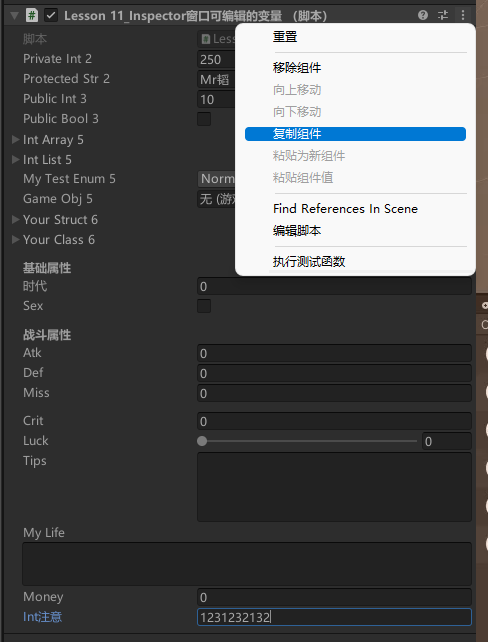 Lesson 11_Inspector窗口可编辑的变量 （脚本）
脚本 Less
Private Int 2 250
Protected Str 2 Mr韬
Public Int 3 10
Public Bool 3
Int Array 5
Int List 5
My Test Enum 5 Norm
Game Obj 5 无 (游戏
Your Struct 6
Your Class 6
重置
移除组件
向上移动
向下移动
复制组件
粘贴为新组件
粘贴组件值
Find References In Scene
编辑脚本
执行测试函数
基础属性
时代 0
Sex
战斗属性
Atk 0
Def 0
Miss 0
Crit 0
Luck 0
Tips
My Life
Money 0
Int注意 1231232132